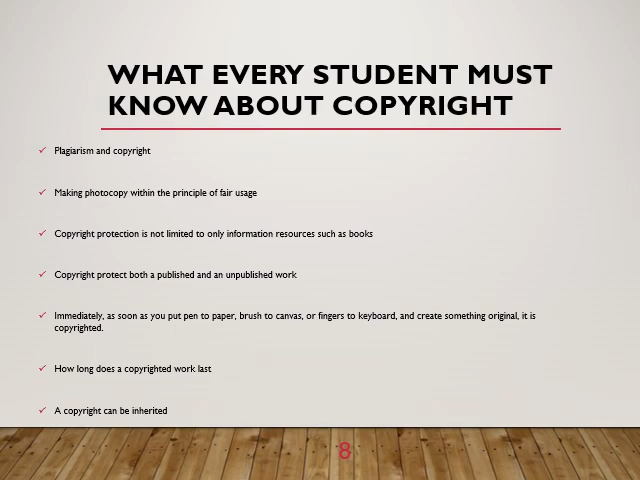 WHAT EVERY STUDENT MUST
KNOW ABOUT COPYRIGHT
Plagiarism and copyright
Making photocopy within the principle of fair usage
Copyright protection is not limited to only information resources such as books
Copyright protect both a published and an unpublished work
Immediately, as soon as you put pen to paper, brush to canvas, or fingers to keyboard, and create something original, it is
copyrighted.
How long does a copyrighted work last
A copyright can be inherited
8